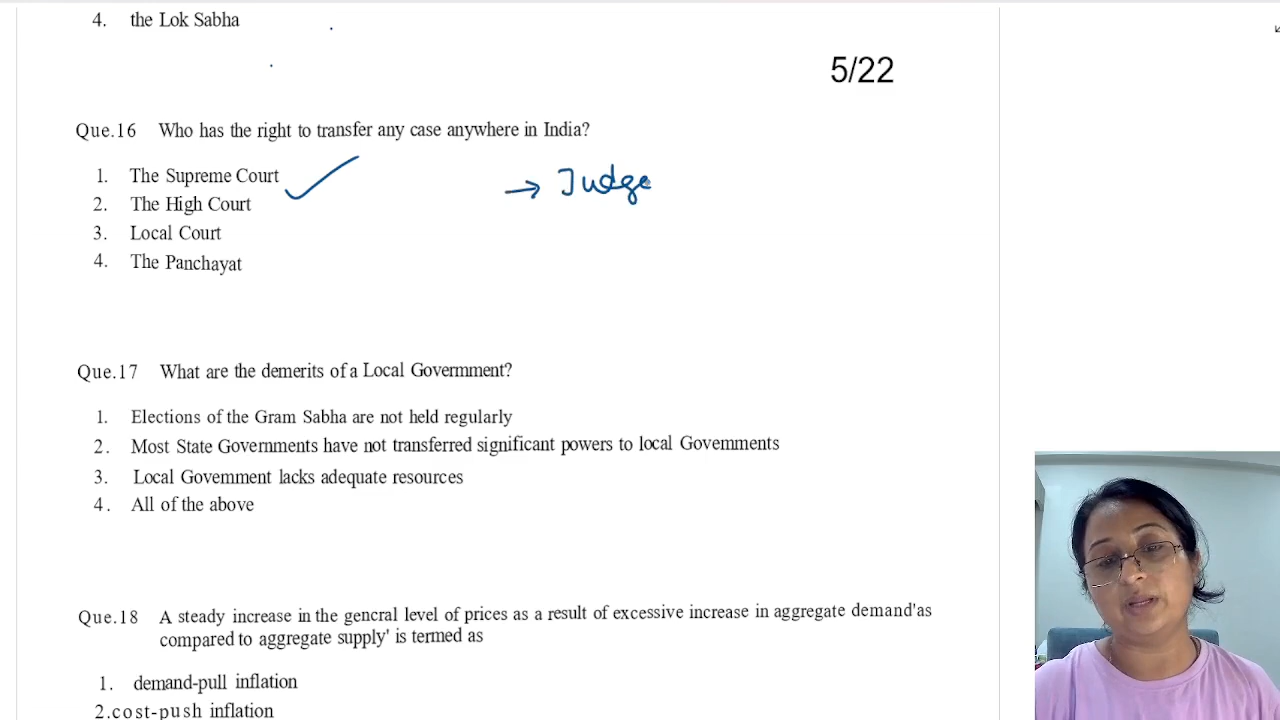 4. the Lok Sabha
5/22
Que.16 Who has the right to transfer any case anywhere in India?
1. The Supreme Court
→ Judge
2. The High Court
3. Local Court
4. The Panchayat
Que.17 What are the demerits of a Local Government?
1. Elections of the Gram Sabha are not held regularly
2. Most State Governments have not transferred significant powers to local Governments
3. Local Government lacks adequate resources
4. All of the above
Que.18 A steady increase in the general level of prices as a result of excessive increase in aggregate demand'as
compared to aggregate supply' is termed as
1. demand-pull inflation
2.cost-push inflation